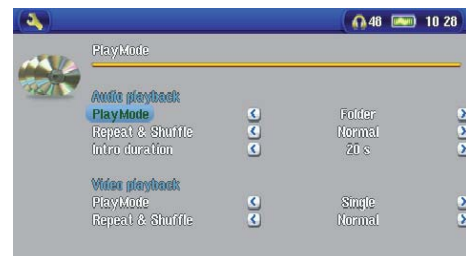 48 10 28
PlayMode
Audio playback
PlayMode Folder
Repeat & Shuffle Normal
Intro duration 20 s
Video playback
PlayMode Single
Repeat & Shuffle Normal